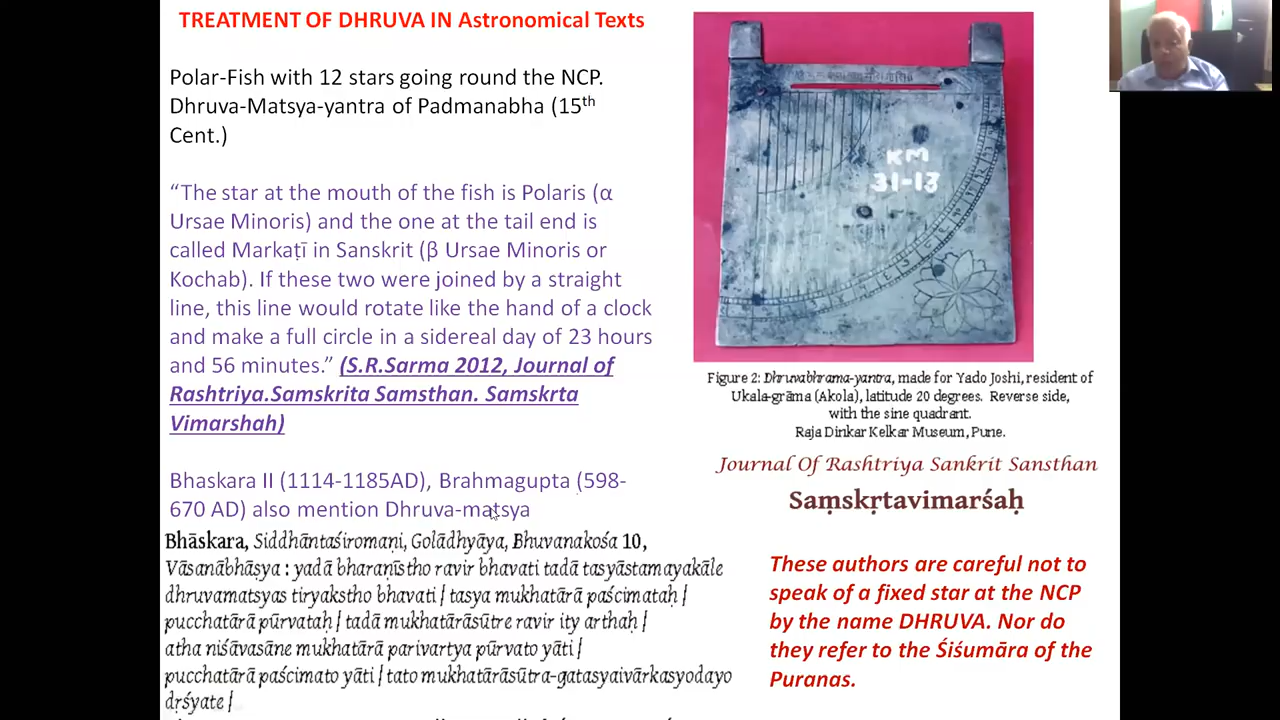 TREATMENT OF DHRUVA IN Astronomical Texts
Polar-Fish with 12 stars going round the NCP.
Dhruva-Matsya-yantra of Padmanabha (15th
Cent.)
“The star at the mouth of the fish is Polaris (α
Ursae Minoris) and the one at the tail end is
called Markaṭī in Sanskrit (β Ursae Minoris or
Kochab). If these two were joined by a straight
line, this line would rotate like the hand of a clock
and make a full circle in a sidereal day of 23 hours
and 56 minutes.” (S.R.Sarma 2012, Journal of
Rashtriya.Samskrita Samsthan. Samskrta
Vimarshah)
Bhaskara II (1114-1185AD), Brahmagupta (598-
670 AD) also mention Dhruva-matsya
Bhāskara, Siddhāntaśiromaṇi, Golādhyāya, Bhuvanakośa 10,
Vāsanābhāṣya : yadā bharaṇīstho ravir bhavati tadā tasyāstamayakāle
dhruvamatsyas tiryakstho bhavati | tasya mukhatārā paścimataḥ |
pucchatārā pūrvataḥ | tadā mukhatārāsūtre ravir ity arthaḥ |
atha niśāvasāne mukhatārā parivartya pūrvato yāti |
pucchatārā paścimato yāti | tato mukhatārāsūtra-gatasyaivārkasyodayo
dṛśyate |
KM
31-13
Figure 2: Dhruvabhrama-yantra, made for Yado Joshi, resident of
Ukala-grāma (Akola), latitude 20 degrees. Reverse side,
with the sine quadrant.
Raja Dinkar Kelkar Museum, Pune.
Journal Of Rashtriya Sankrit Sansthan
Saṃskṛtavimarśaḥ
These authors are careful not to
speak of a fixed star at the NCP
by the name DHRUVA. Nor do
they refer to the Śiśumāra of the
Puranas.